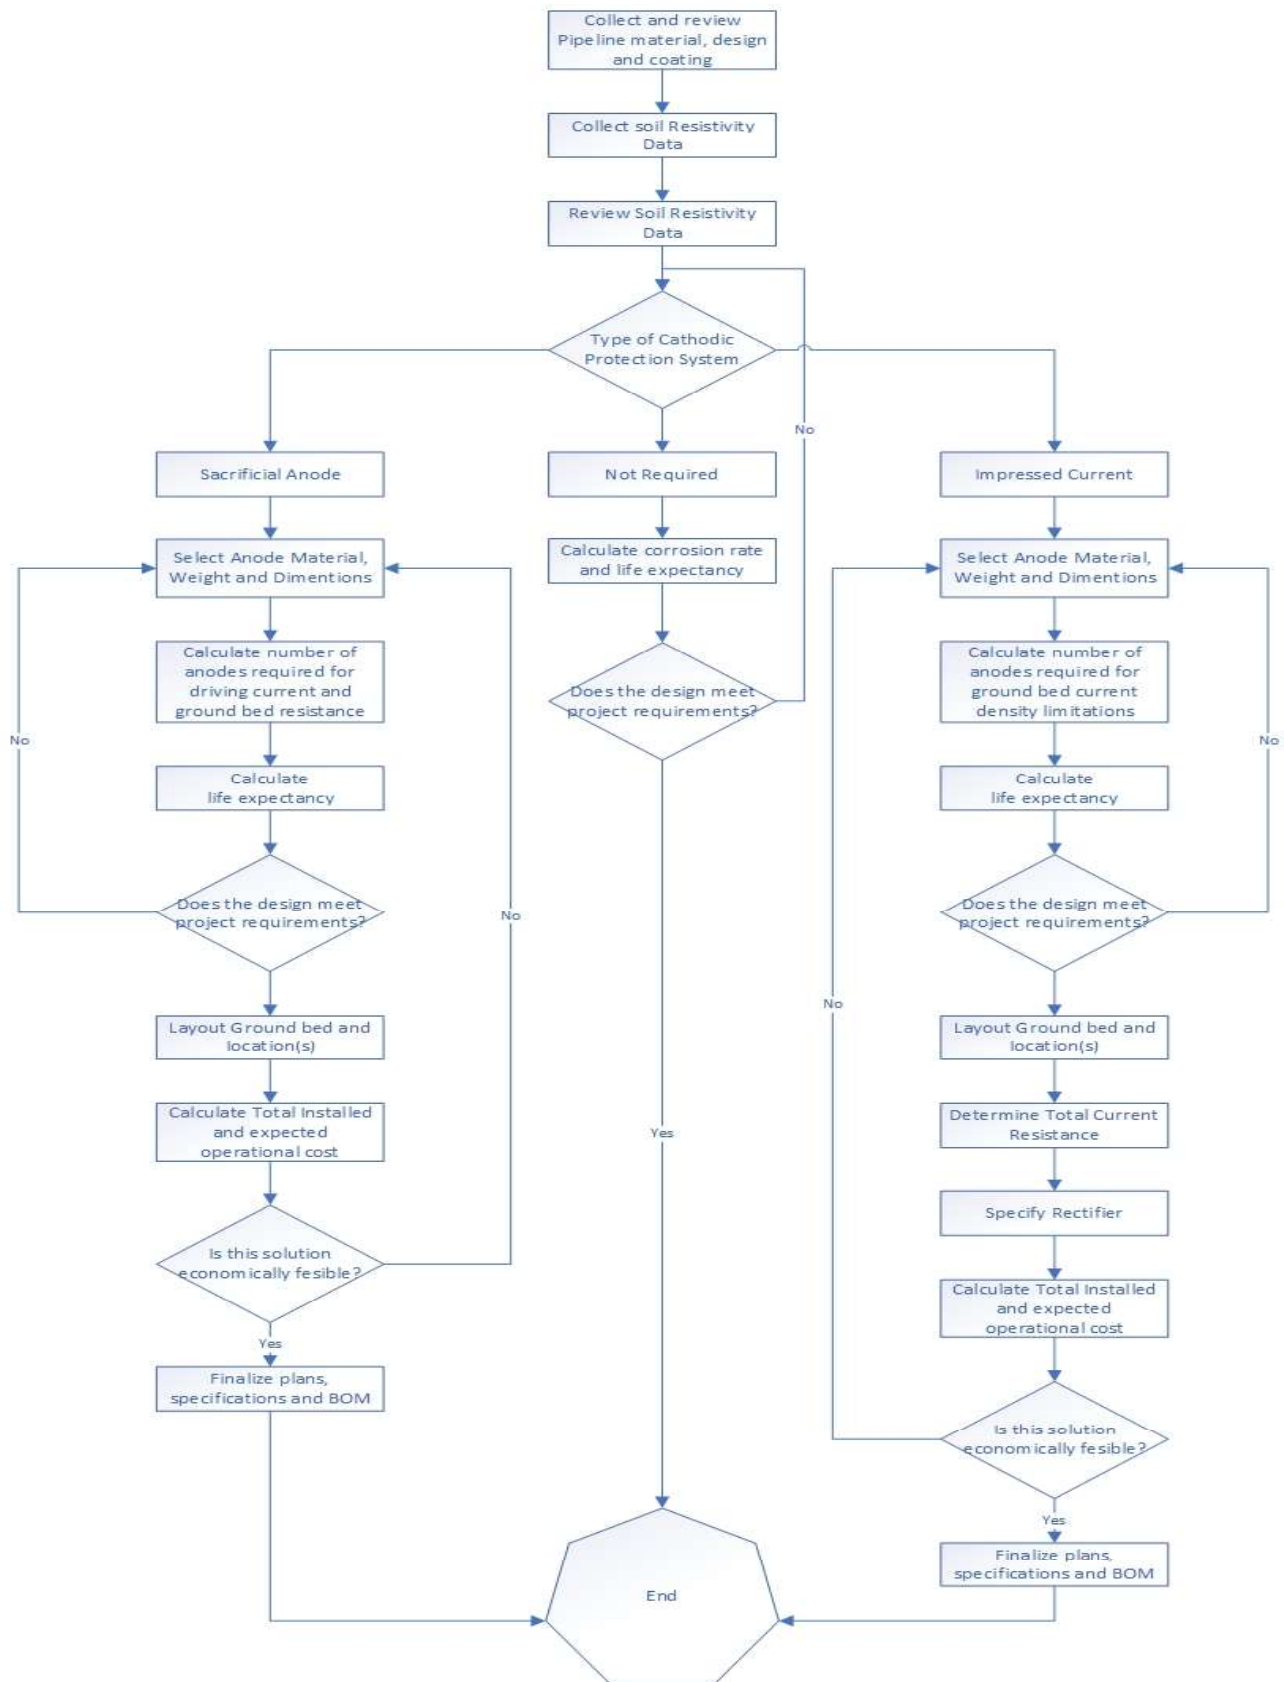 Collect and review
Pipeline material, design
and coating
Collect soil Resistivity
Data
Review Soil Resistivity
Data
Type of Cathodic
Protection System
No
Sacrificial Anode
Select Anode Material,
Weight and Dimentions
Calculate number of
anodes required for
driving current and
ground bed resistance
No
Calculate
life expectancy
Does the design meet
project requirements?
No
Layout Ground bed and
location(s)
Calculate Total Installed
and expected
operational cost
Is this solution
economically fesible?
Yes
Finalize plans,
specifications and BOM
Not Required
Calculate corrosion rate
and life expectancy
Does the design meet
project requirements?
Yes
Impressed Current
Select Anode Material,
Weight and Dimentions
Calculate number of
anodes required for
ground bed current
density limitations
No
Calculate
life expectancy
Does the design meet
project requirements?
No
Layout Ground bed and
location(s)
Determine Total Current
Resistance
Specify Rectifier
Calculate Total Installed
and expected
operational cost
Is this solution
economically fesible?
Yes
Finalize plans,
specifications and BOM
End